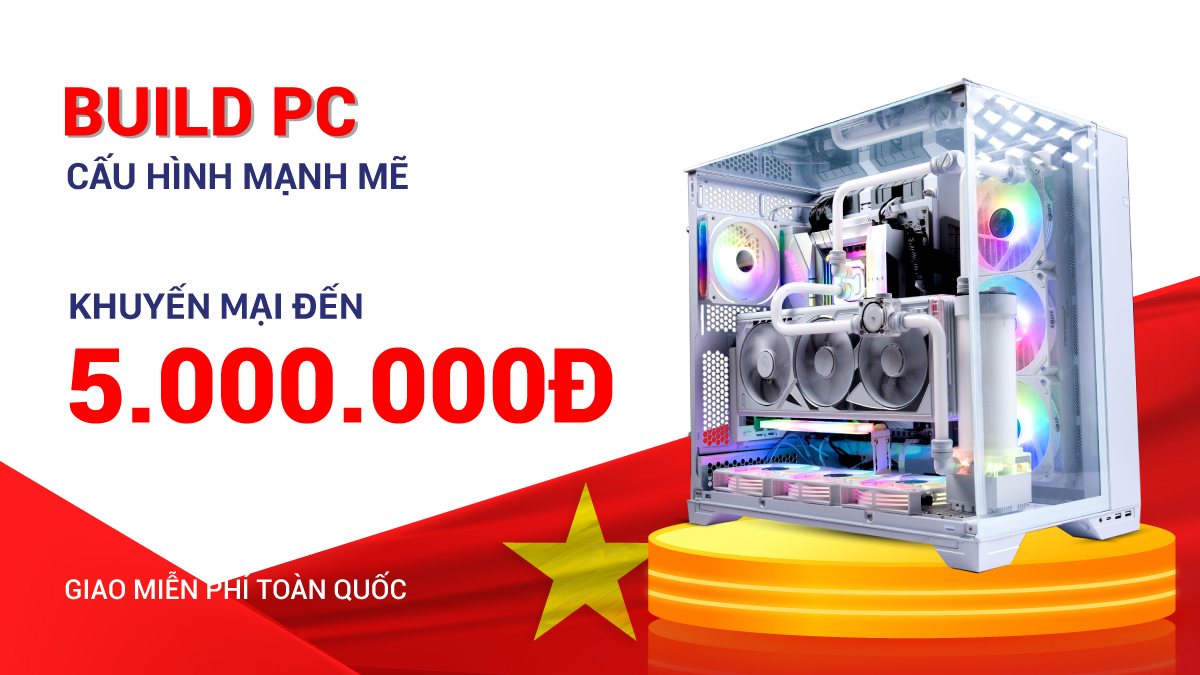 BUILD PC
CẤU HÌNH MẠNH MẼ
KHUYẾN MẠI ĐẾN
5.000.000Đ
GIAO MIỄN PHÍ TOÀN QUỐC